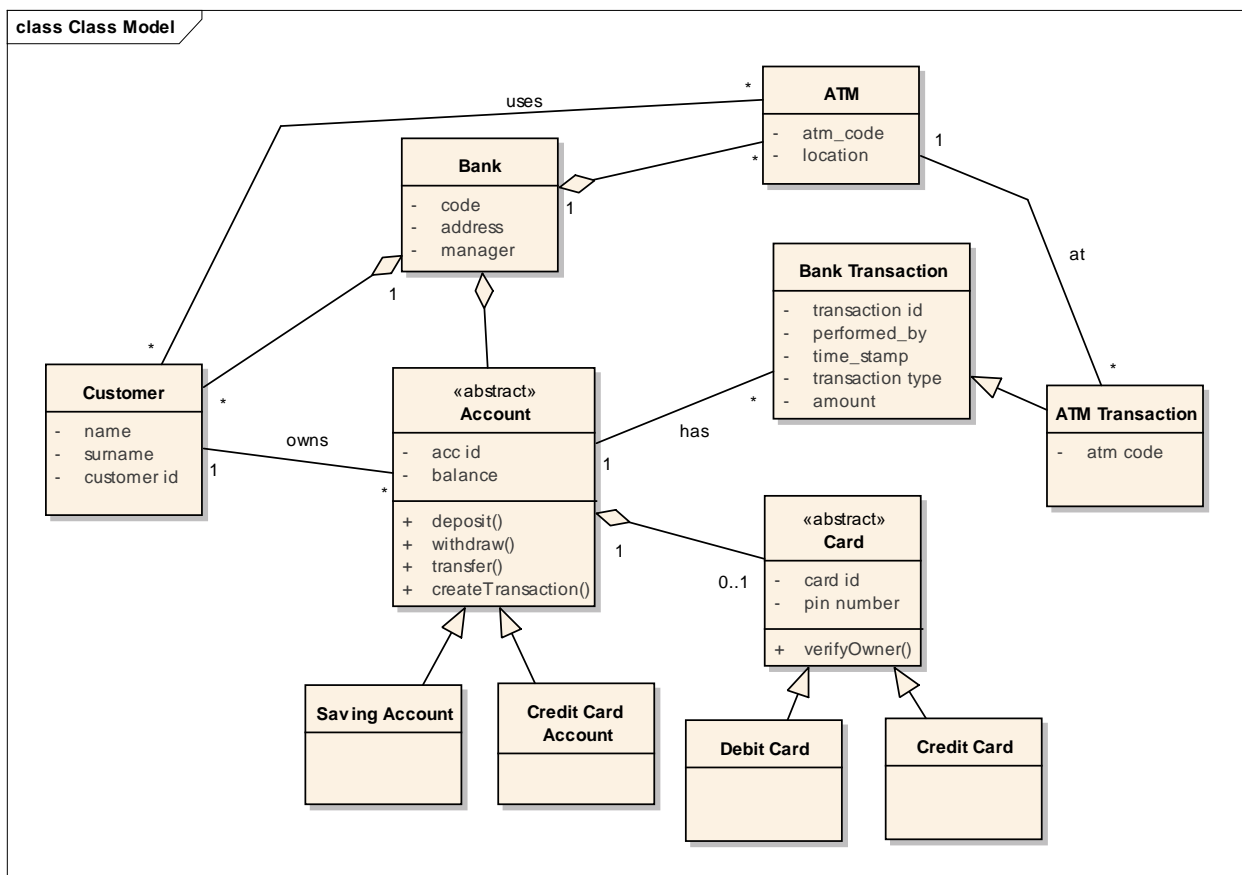 class Class Model
ATM
- atm_code
- location
uses
*
*
1
Bank
- code
- address
- manager
1
*
1
*
at
*
Bank Transaction
- transaction id
- performed_by
- time_stamp
- transaction type
- amount
*
Customer
- name
- surname
- customer id
owns
1
*
«abstract»
Account
- acc id
- balance
+ deposit()
+ withdraw()
+ transfer()
+ createTransaction()
has
1
ATM Transaction
- atm code
1
0..1
«abstract»
Card
- card id
- pin number
+ verifyOwner()
Saving Account
Credit Card
Account
Debit Card
Credit Card